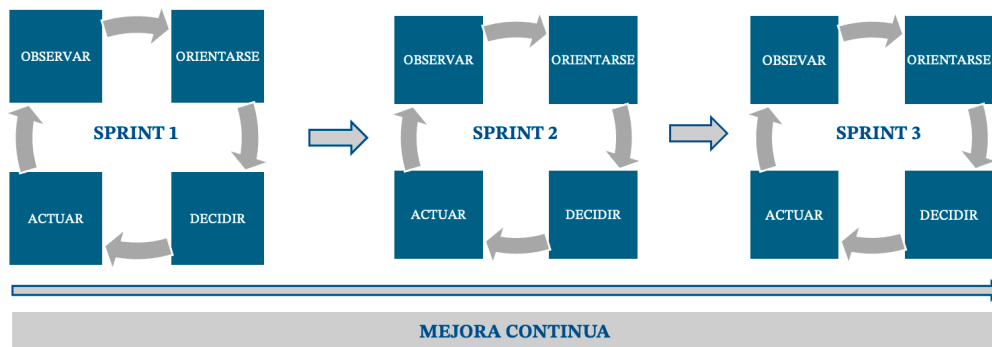 OBSERVAR
ORIENTARSE
SPRINT 1
ACTUAR
DECIDIR
OBSERVAR
ORIENTARSE
SPRINT 2
ACTUAR
DECIDIR
OBSEVAR
ORIENTARSE
SPRINT 3
ACTUAR
DECIDIR
MEJORA CONTINUA